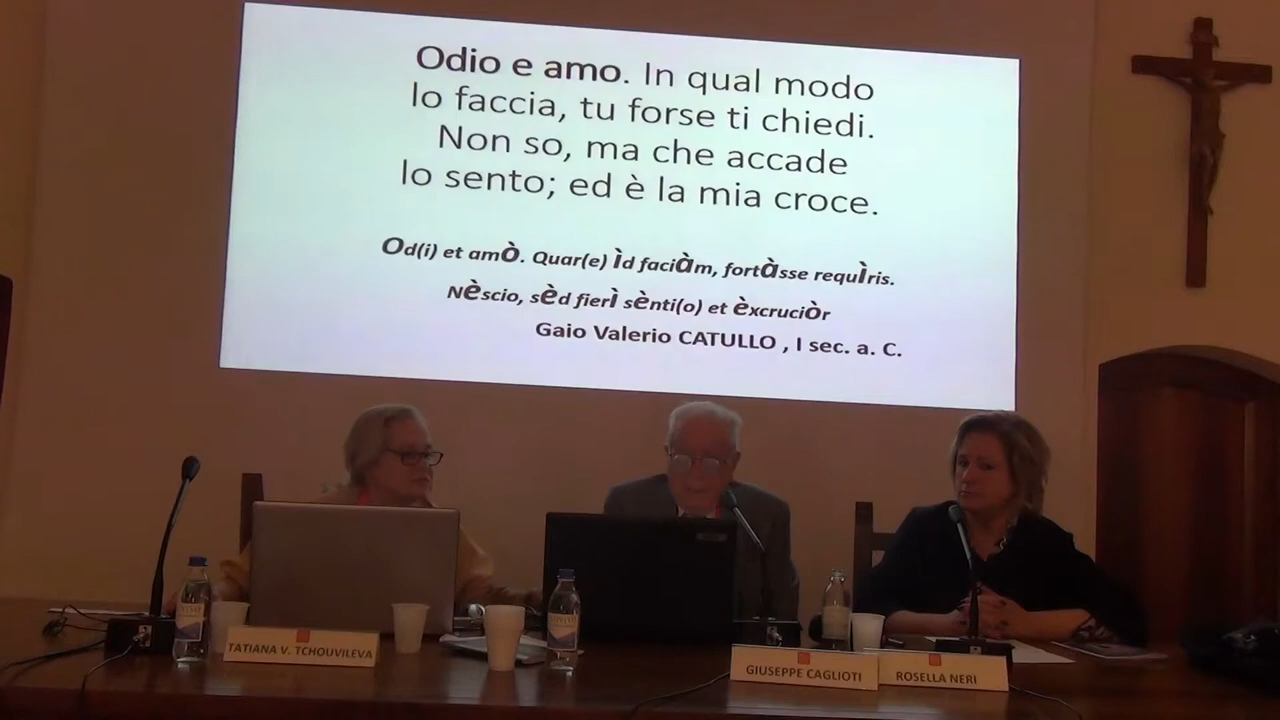 Odio e amo. In qual modo
lo faccia, tu forse ti chiedi.
Non so, ma che accade
lo sento; ed è la mia croce.
Od(i) et amò. Quar(e) ìd faciàm, fortàsse requìris.
Nèscio, sèd fierì sènti(o) et èxcruciòr
Gaio Valerio CATULLO , I sec. a. C.
TATIANA V. TCHOUVILEVA
GIUSEPPE CAGLIOTI
ROSELLA NERI